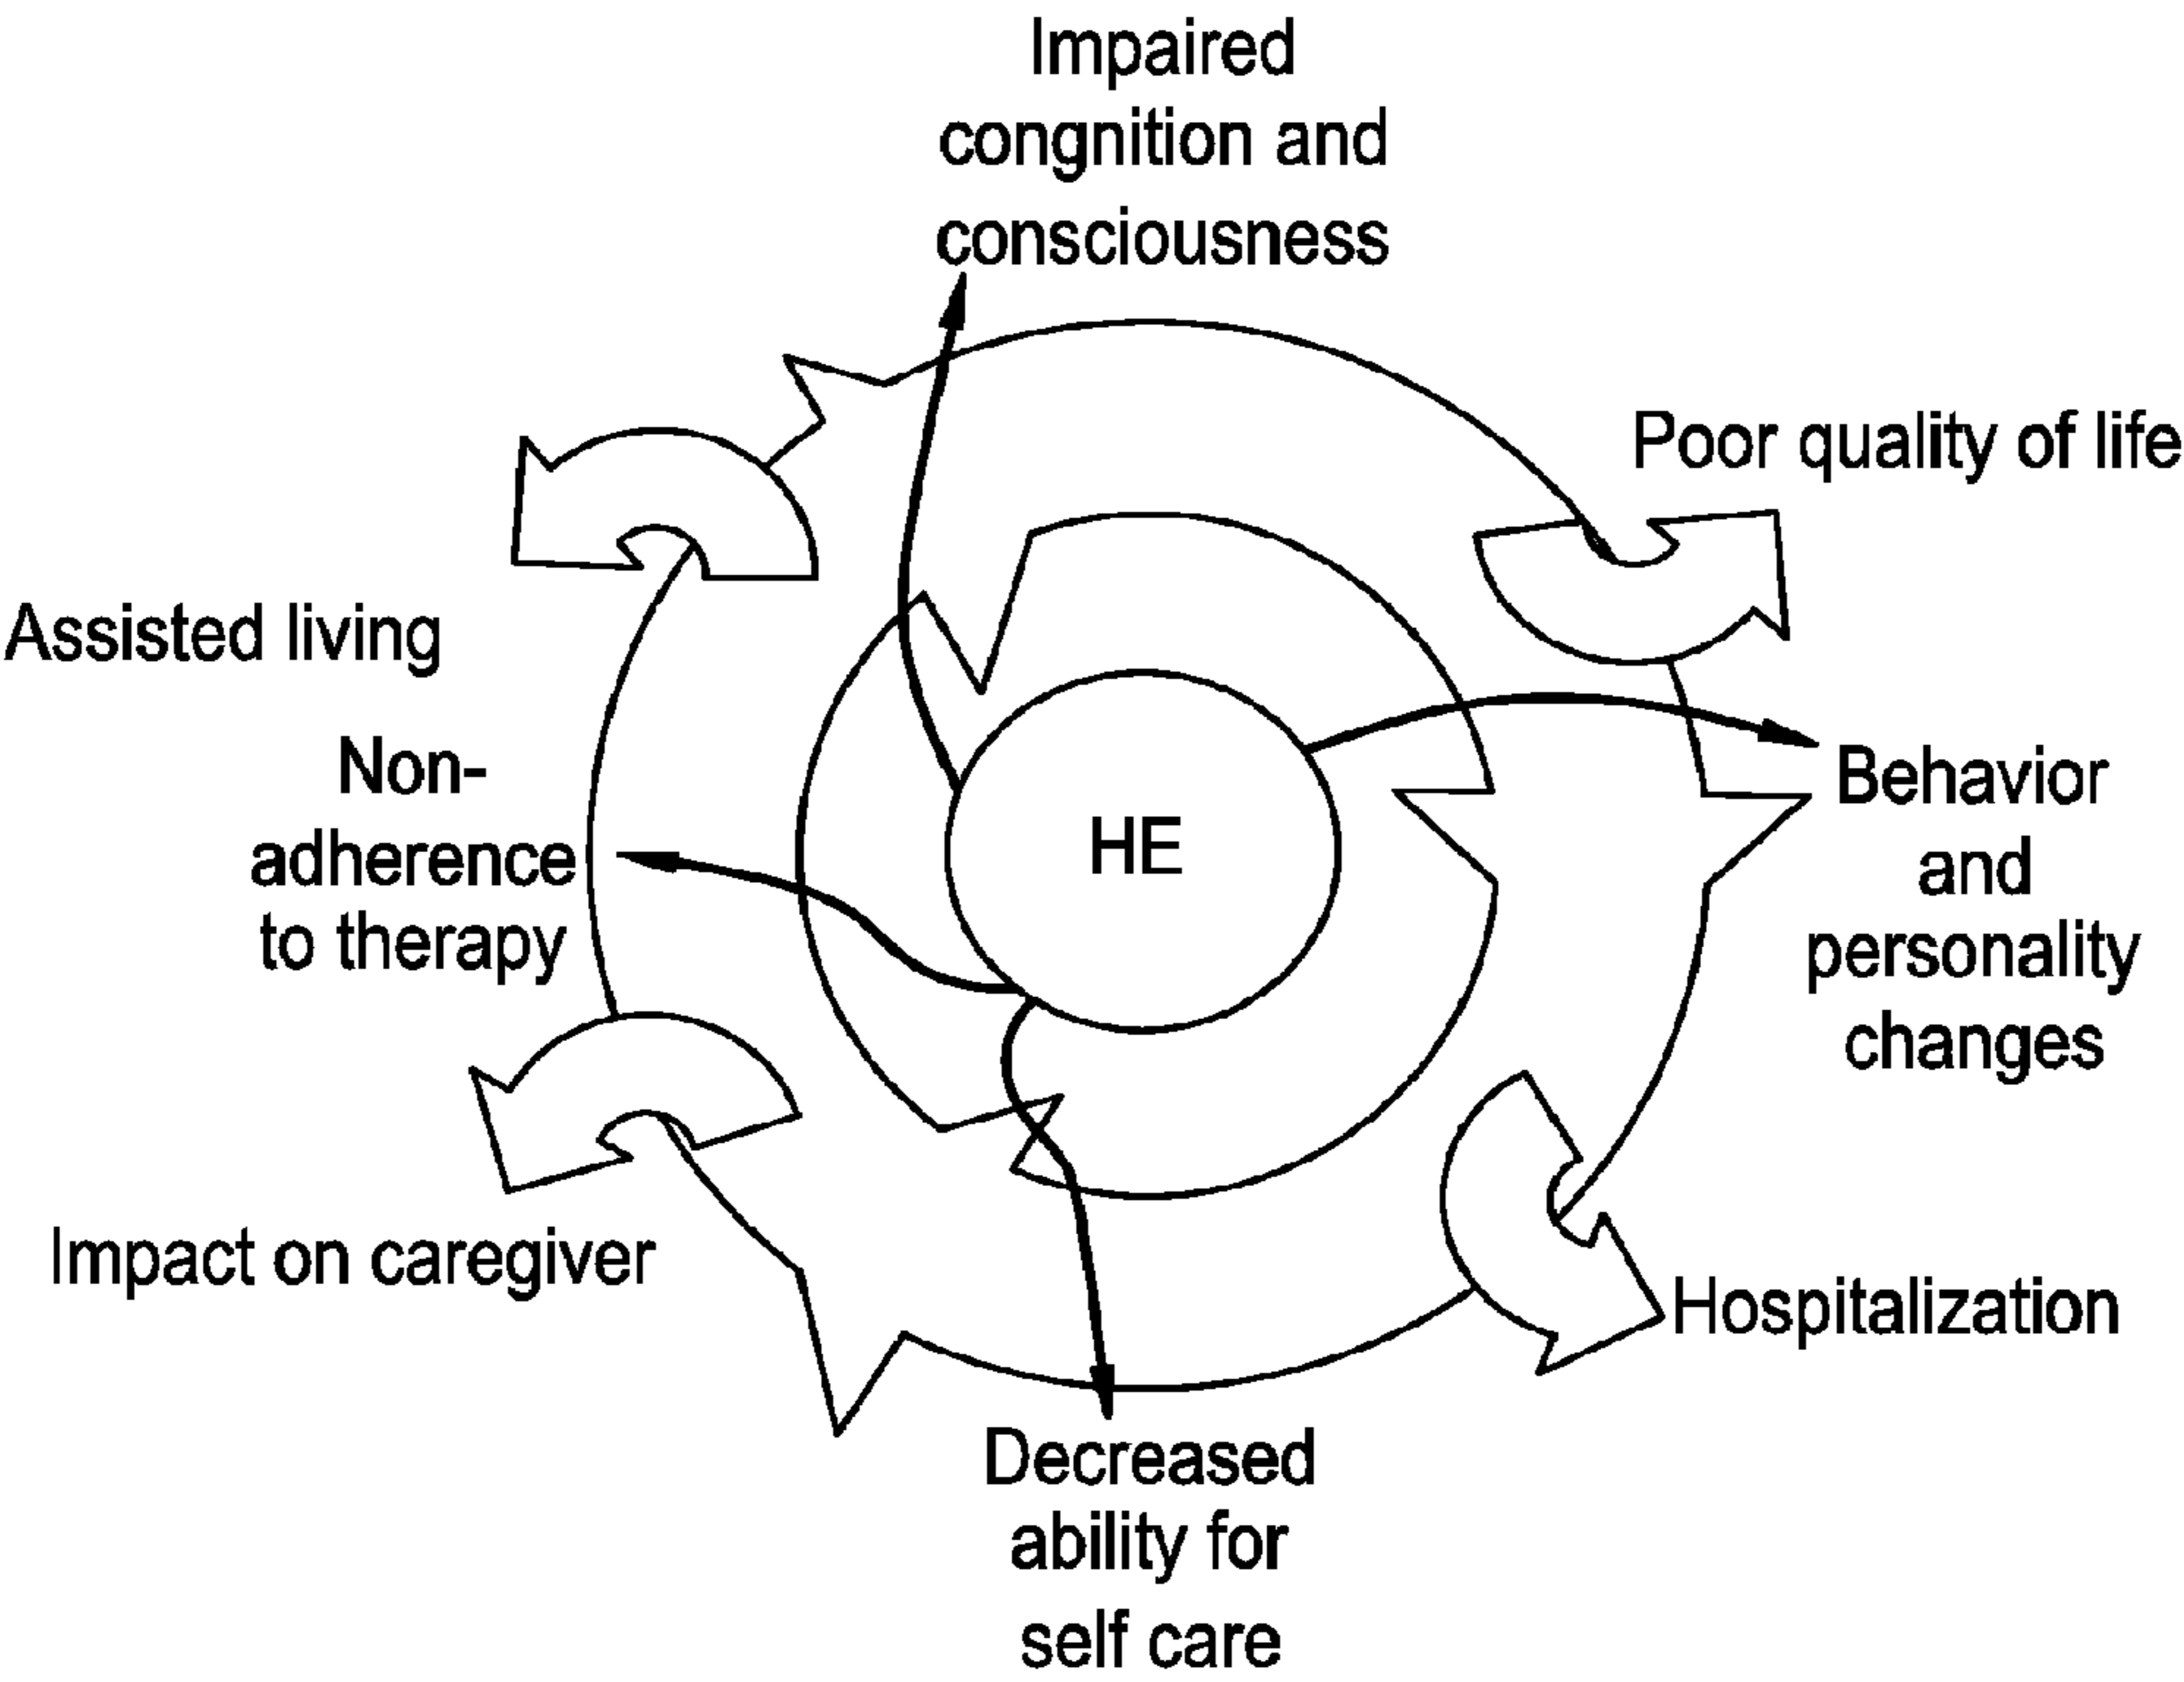 Impaired
congnition and
consciousness
Poor quality of life
Assisted living
Non-
adherence
to therapy
HE
Behavior
and
personality
changes
Impact on caregiver
Hospitalization
Decreased
ability for
self care